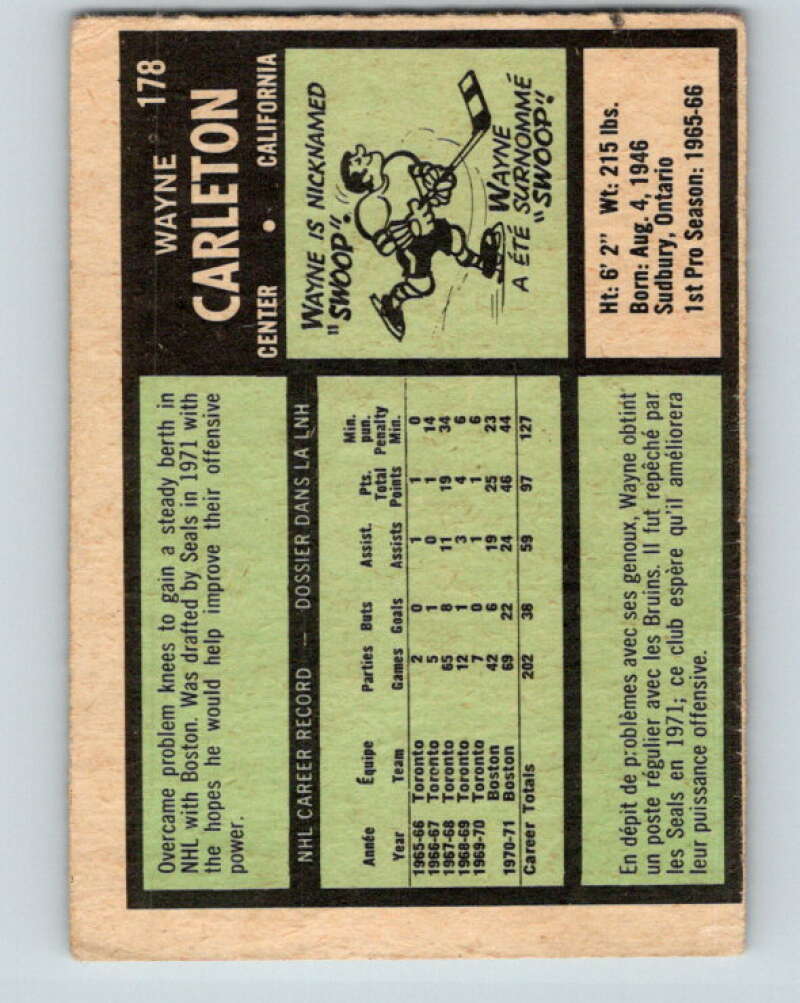 178
WAYNE
CARLETON
CENTER • CALIFORNIA
Overcame problem knees to gain a steady berth in
NHL with Boston. Was drafted by Seals in 1971 with
the hopes he would help improve their offensive
power.
WAYNE IS NICKNAMED
"SWOOP".
WAYNE
A ÉTÉ SURNOMMÉ
"SWOOP".
NHL CAREER RECORD — DOSSIER DANS LA LNH
Année Équipe Parties Buts Assist. Pts. Min. pun.
Year Team Games Goals Assists Total Points Penalty Min.
1965-66 Toronto 2 0 1 1 0
1966-67 Toronto 5 1 0 1 14
1967-68 Toronto 65 8 11 19 34
1968-69 Toronto 12 1 3 4 6
1969-70 Toronto 7 0 1 1 6
Boston 42 6 19 25 23
1970-71 Boston 69 22 24 46 44
Career Totals 202 38 59 97 127
Ht: 6' 2" Wt: 215 lbs.
Born: Aug. 4, 1946
Sudbury, Ontario
1st Pro Season: 1965-66
En dépit de problèmes avec ses genoux, Wayne obtint
un poste régulier avec les Bruins. Il fut repêché par
les Seals en 1971; ce club espère qu'il améliorera
leur puissance offensive.